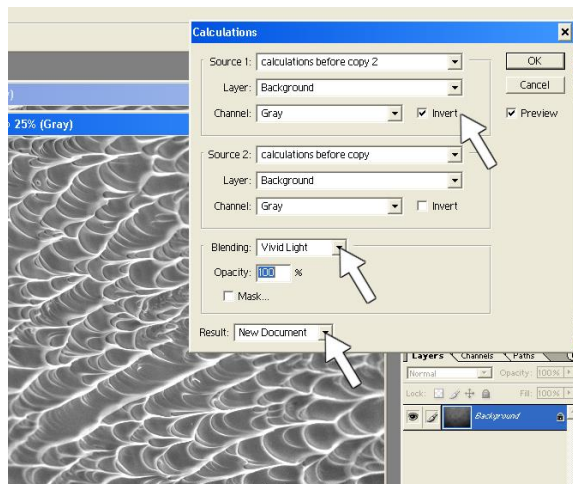 Calculations
Source 1: calculations before copy 2
OK
Layer: Background
Cancel
Channel: Gray Invert
Preview
) 25% (Gray)
Source 2: calculations before copy
Layer: Background
Channel: Gray Invert
Blending: Vivid Light
Opacity: 100 %
Mask...
Result: New Document
Layers Channels Paths
Normal Opacity: 100%
Lock: Fill: 100%
Background